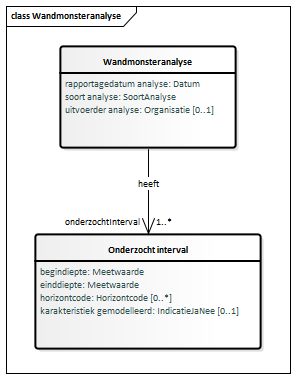 class Wandmonsteranalyse
Wandmonsteranalyse
rapportagedatum analyse: Datum
soort analyse: SoortAnalyse
uitvoerder analyse: Organisatie [0..1]
heeft
onderzochtInterval 1..*
Onderzocht interval
begindiepte: Meetwaarde
einddiepte: Meetwaarde
horizontcode: Horizontcode [0..*]
karakteristiek gemodelleerd: IndicatieJaNee [0..1]